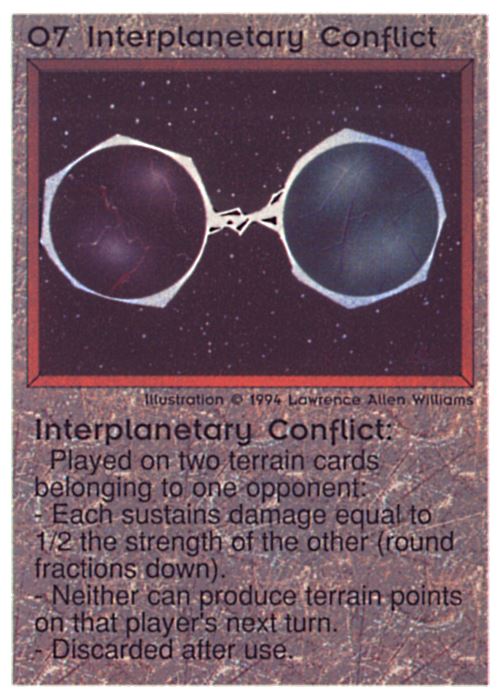 07 Interplanetary Conflict
Illustration © 1994 Lawrence Allen Williams
Interplanetary Conflict:
Played on two terrain cards
belonging to one opponent:
- Each sustains damage equal to
1/2 the strength of the other (round
fractions down).
- Neither can produce terrain points
on that player's next turn.
- Discarded after use.